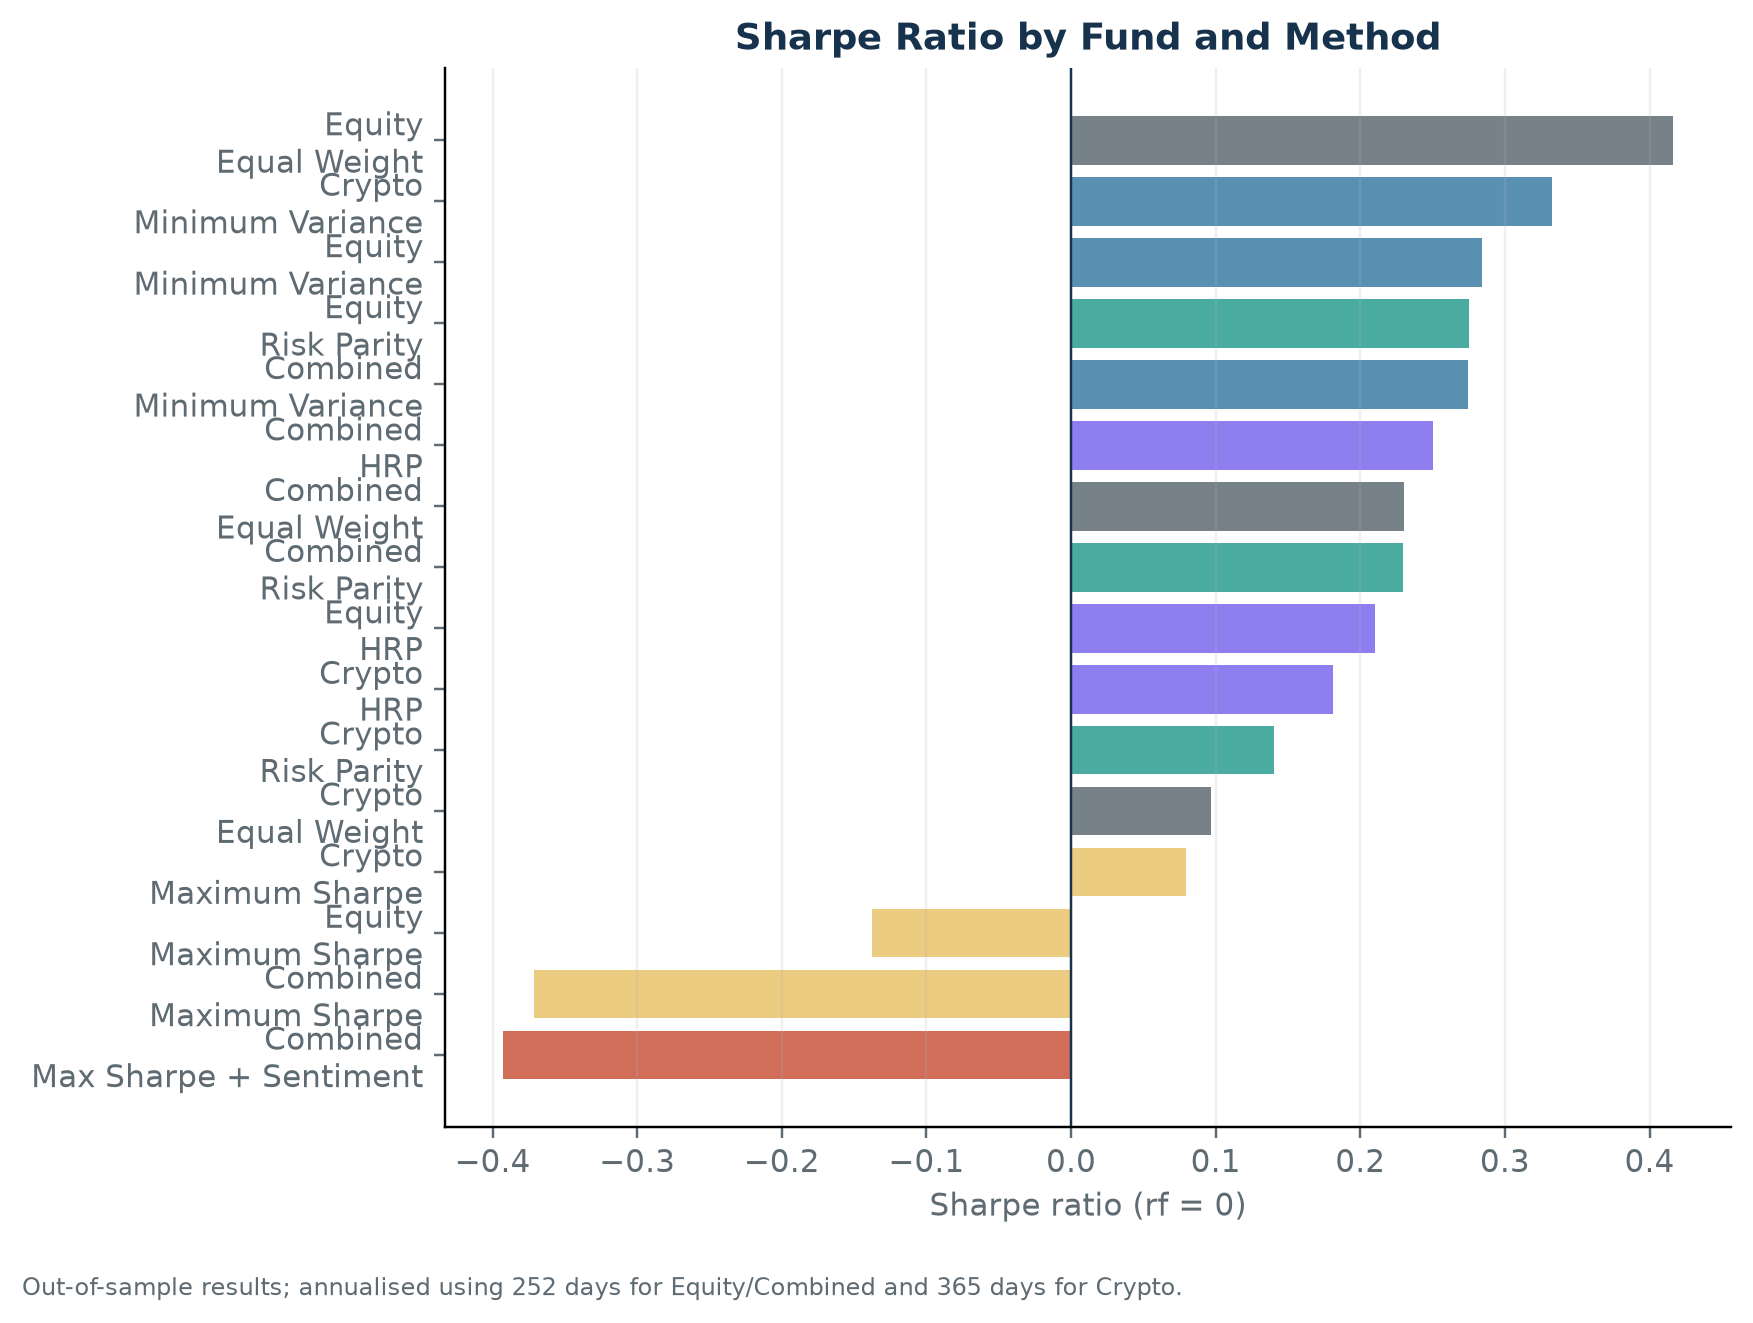 Sharpe Ratio by Fund and Method
Equity
Equal Weight
Crypto
Minimum Variance
Equity
Minimum Variance
Equity
Risk Parity
Combined
Minimum Variance
Combined
HRP
Combined
Equal Weight
Combined
Risk Parity
Equity
HRP
Crypto
HRP
Crypto
Risk Parity
Crypto
Equal Weight
Crypto
Maximum Sharpe
Equity
Maximum Sharpe
Combined
Maximum Sharpe
Combined
Max Sharpe + Sentiment
−0.4 −0.3 −0.2 −0.1 0.0 0.1 0.2 0.3 0.4
Sharpe ratio (rf = 0)
Out-of-sample results; annualised using 252 days for Equity/Combined and 365 days for Crypto.